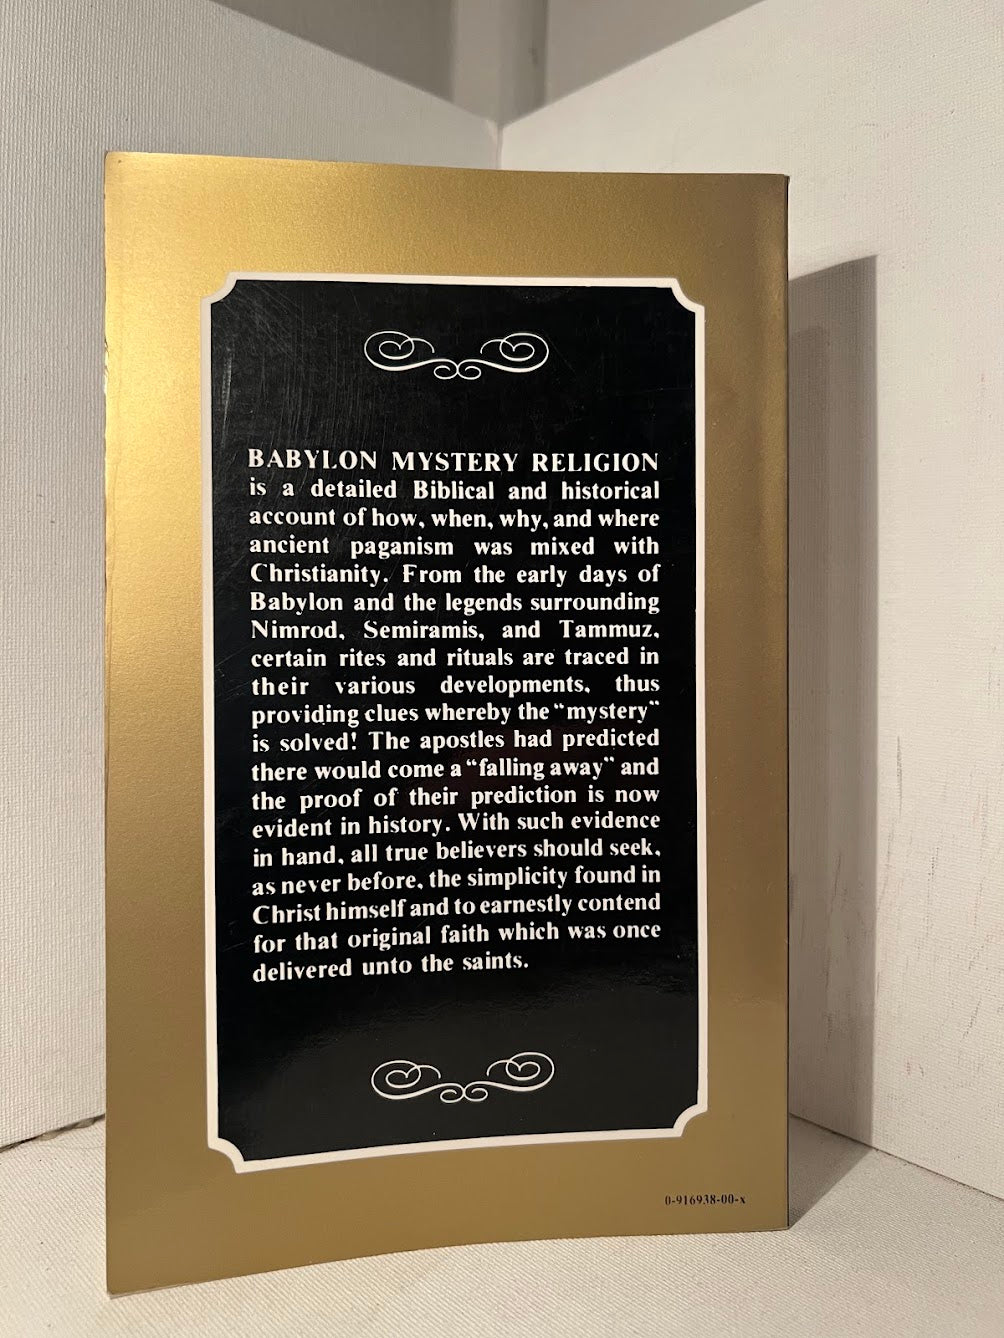 BABYLON MYSTERY RELIGION
is a detailed Biblical and historical
account of how, when, why, and where
ancient paganism was mixed with
Christianity. From the early days of
Babylon and the legends surrounding
Nimrod, Semiramis, and Tammuz,
certain rites and rituals are traced in
their various developments, thus
providing clues whereby the “mystery”
is solved! The apostles had predicted
there would come a “falling away” and
the proof of their prediction is now
evident in history. With such evidence
in hand, all true believers should seek,
as never before, the simplicity found in
Christ himself and to earnestly contend
for that original faith which was once
delivered unto the saints.
0-916938-00-x